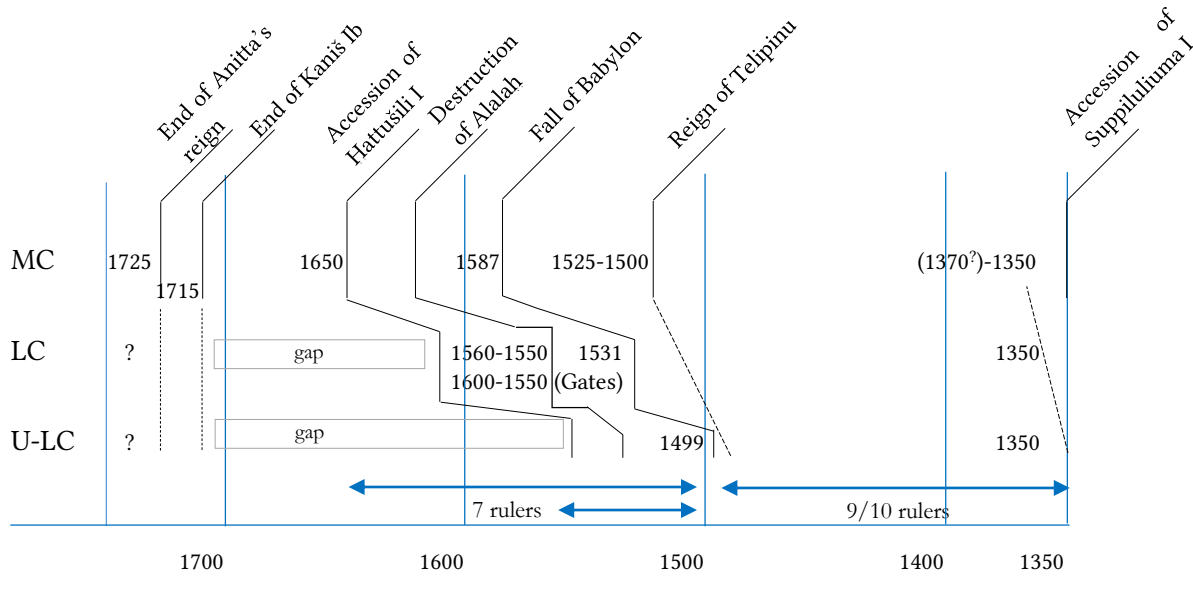 End of Anitta’s
reign
End of Kaniš Ib
Accession of
Hattušili I
Destruction
of Alalah
Fall of Babylon
Reign of Telipinu
Accession of
Suppiluliuma I
MC
1725
1715
1650
1587
1525-1500
(1370?)-1350
LC
?
gap
1560-1550
1531
1600-1550 (Gates)
1350
U-LC
?
gap
1499
1350
7 rulers
9/10 rulers
1700
1600
1500
1400
1350